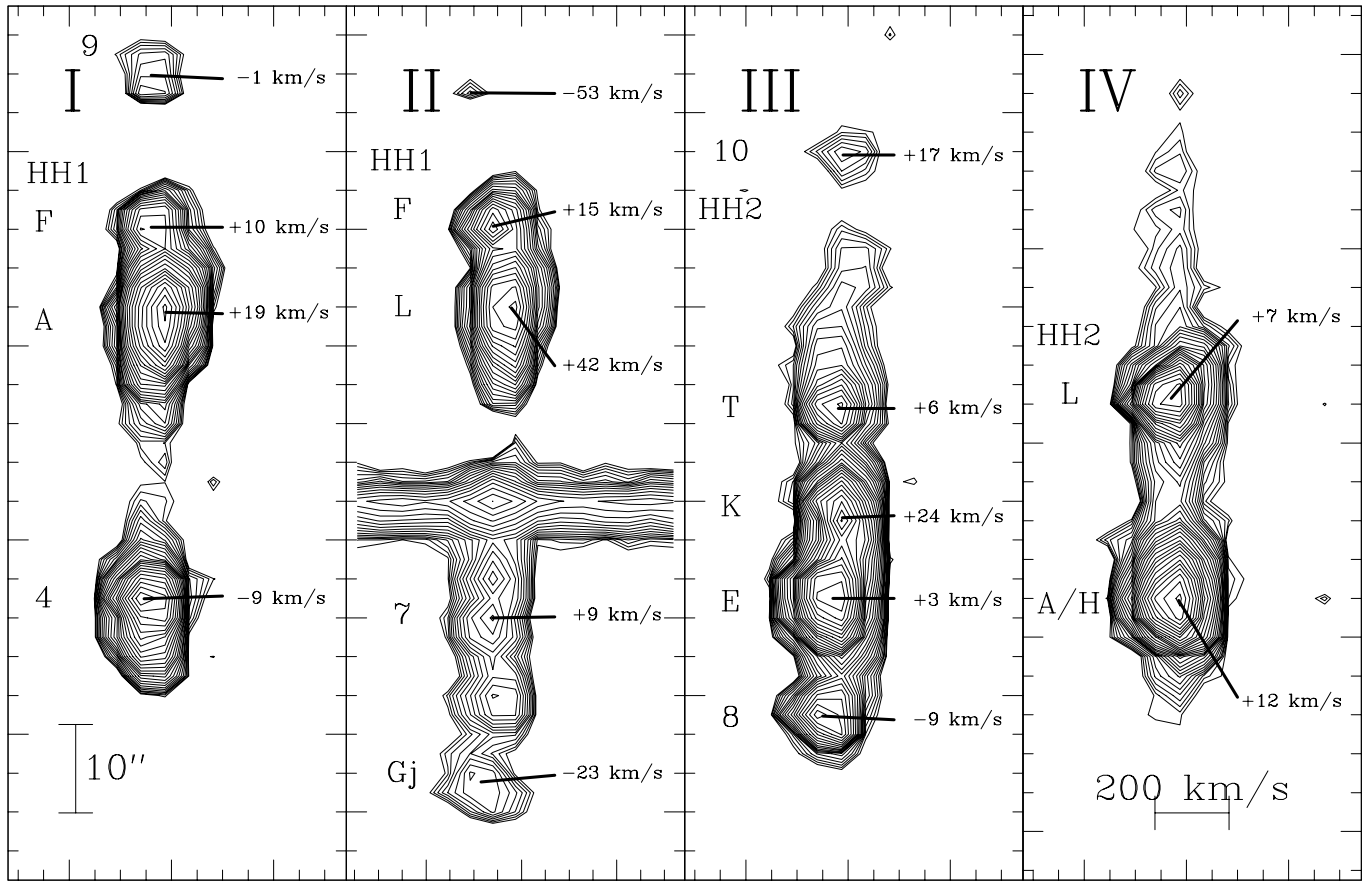 9
I
−1 km/s
HH1
F
+10 km/s
A
+19 km/s
4
−9 km/s
10″
II
−53 km/s
HH1
F
+15 km/s
L
+42 km/s
7
+9 km/s
Gj
−23 km/s
III
10
+17 km/s
HH2
T
+6 km/s
K
+24 km/s
E
+3 km/s
8
−9 km/s
IV
+7 km/s
HH2
L
A/H
+12 km/s
200 km/s